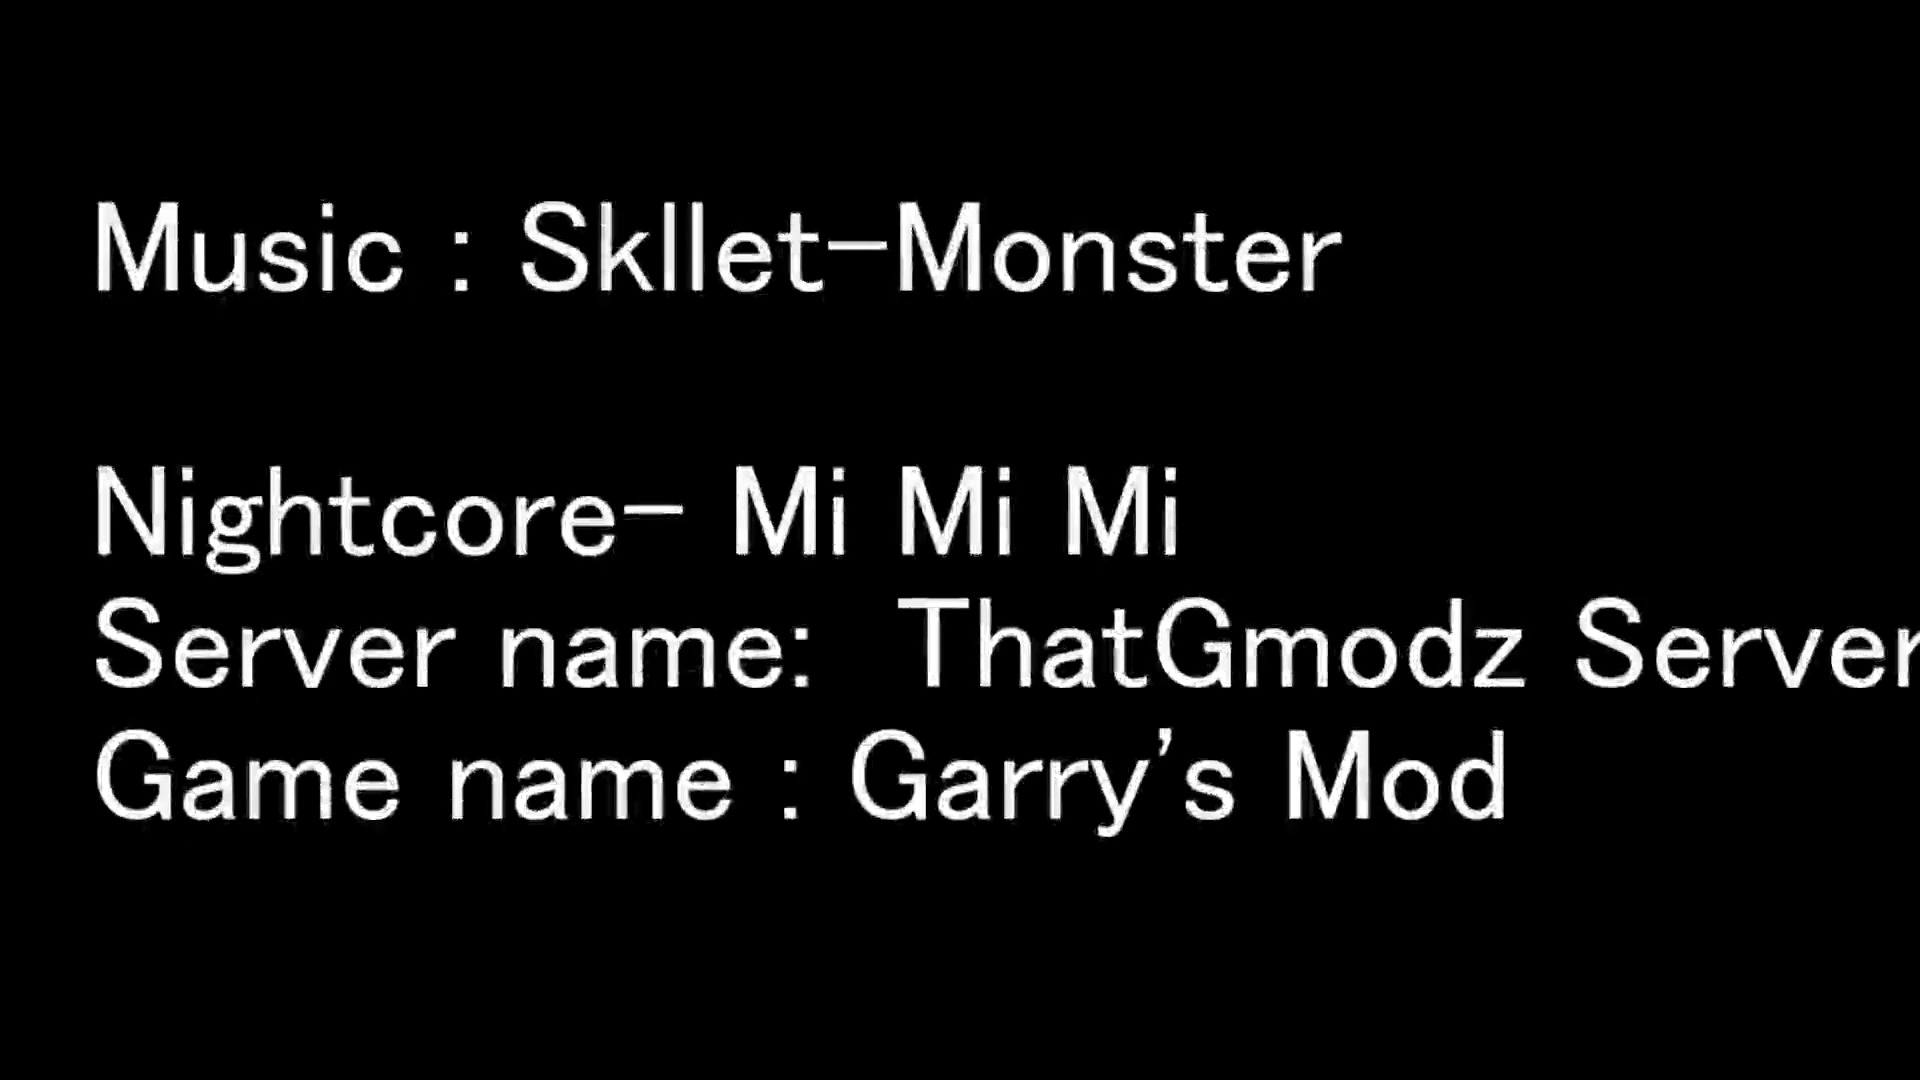 Music : Skllet-Monster
Nightcore- Mi Mi Mi
Server name: ThatGmodz Server
Game name : Garry's Mod